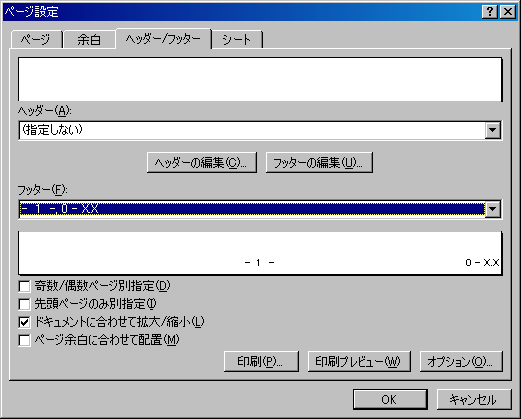 ページ設定
ページ 余白 ヘッダー/フッター シート
ヘッダー(A):
(指定しない)
ヘッダーの編集(C)... フッターの編集(U)...
フッター(F):
- 1 -, 0 - X.X
- 1 - 0 - X.X
奇数/偶数ページ別指定(D)
先頭ページのみ別指定(I)
ドキュメントに合わせて拡大/縮小(L)
ページ余白に合わせて配置(M)
印刷(P)... 印刷プレビュー(W) オプション(O)...
OK キャンセル